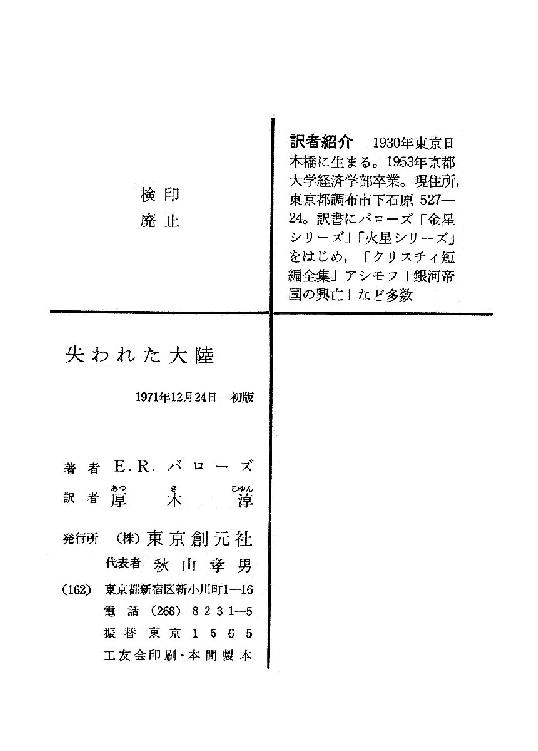 検印
廃止
訳者紹介 1930年東京日
本橋に生まる。1953年京都
大学経済学部卒業。現住所,
東京都調布市下石原 527—
24。訳書にバローズ「金星
シリーズ」「火星シリーズ」
をはじめ，「クリスティ短
編全集」アシモフ「銀河帝
国の興亡」など多数
失われた大陸
1971年12月24日 初版
著者 E.R. バローズ
あつ ぎ じゅん
訳者 厚木淳
発行所 (株) 東京創元社
代表者 秋山孝男
(162) 東京都新宿区新小川町1—16
電話 (268) 8231—5
振替東京 1565
工友会印刷・本間製本